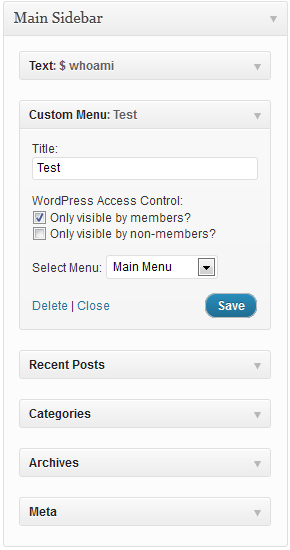 Main Sidebar
Text: $ whoami
Custom Menu: Test
Title:
Test
WordPress Access Control:
Only visible by members?
Only visible by non-members?
Select Menu: Main Menu
Delete | Close Save
Recent Posts
Categories
Archives
Meta